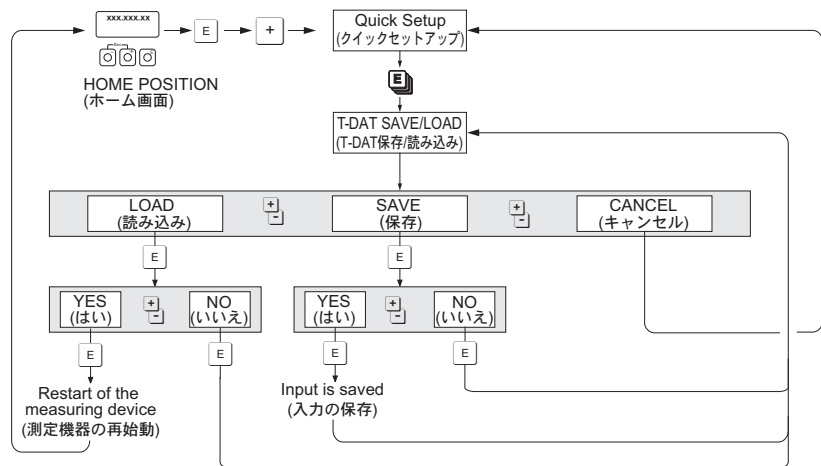 xxx.xxx.xx
Esc
E
+
Quick Setup
(クイックセットアップ)
E
HOME POSITION
(ホーム画面)
T-DAT SAVE/LOAD
(T-DAT保存/読み込み)
LOAD
(読み込み)
+
-
SAVE
(保存)
+
-
CANCEL
(キャンセル)
E
E
YES
(はい)
+
-
NO
(いいえ)
YES
(はい)
+
-
NO
(いいえ)
E
E
E
E
Restart of the
measuring device
(測定機器の再始動)
Input is saved
(入力の保存)